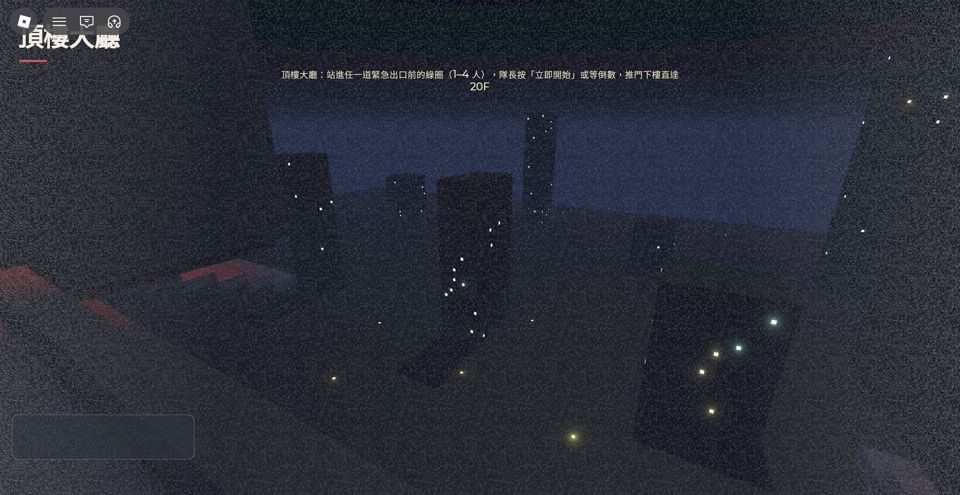 頂樓大廳
頂樓大廳：站進任一道緊急出口前的綠圈（1–4 人），隊長按「立即開始」或等倒數，推門下樓直達
20F